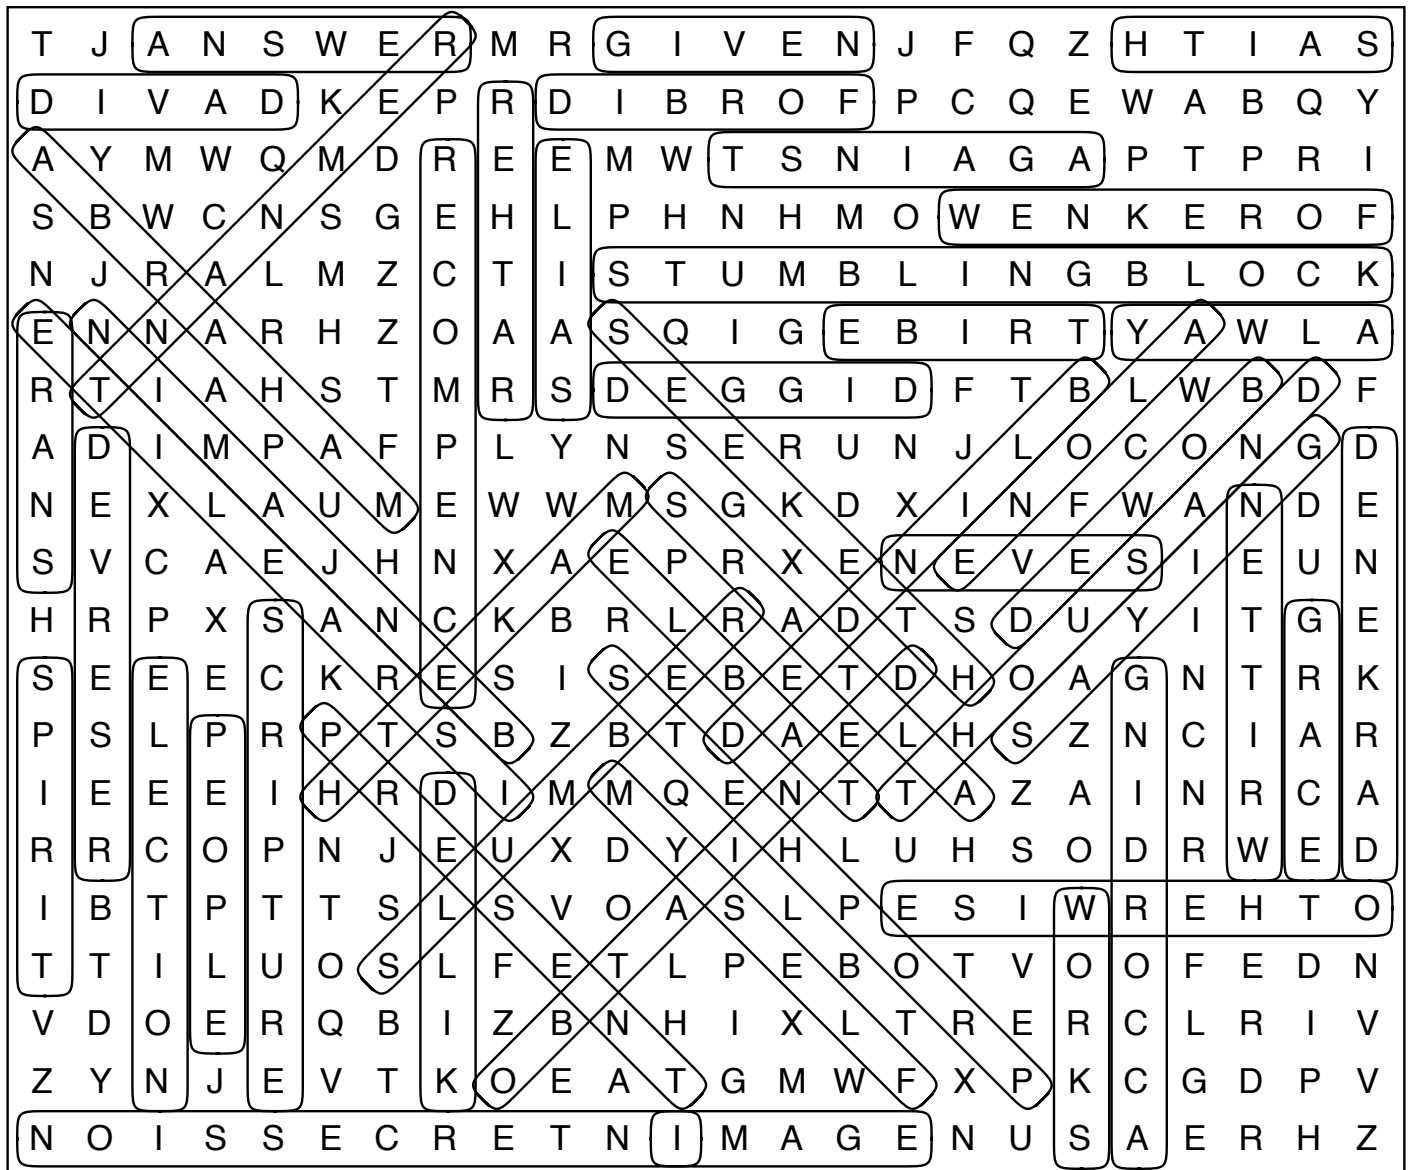 T J A N S W E R M R G I V E N J F Q Z H T I A S
D I V A D K E P R D I B R O F P C Q E W A B Q Y
A Y M W Q M D R E E M W T S N I A G A P T P R I
S B W C N S G E H L P H N H M O W E N K E R O F
N J R A L M Z C T I S T U M B L I N G B L O C K
E N N A R H Z O A A S Q I G E B I R T Y A W L A
R T I A H S T M R S D E G G I D F T B L W B D F
A D I M P A F P L Y N S E R U N J L O C O N G D
N E X L A U M E W W M S G K D X I N F W A N D E
S V C A E J H N X A E P R X E N E V E S I E U N
H R P X S A N C K B R L R A D T S D U Y I T G E
S E E E C K R E S I S E B E T D H O A G N T R K
P S L P R P T S B Z B T D A E L H S Z N C I A R
I E E E I H R D I M M Q E N T T A Z A I N R C A
R R C O P N J E U X D Y I H L U H S O D R W E D
I B T P T T S L S V O A S L P E S I W R E H T O
T T I L U O S L F E T L P E B O T V O O F E D N
V D O E R Q B I Z B N H I X L T R E R C L R I V
Z Y N J E V T K O E A T G M W F X P K C G D P V
N O I S S E C R E T N I M A G E N U S A E R H Z